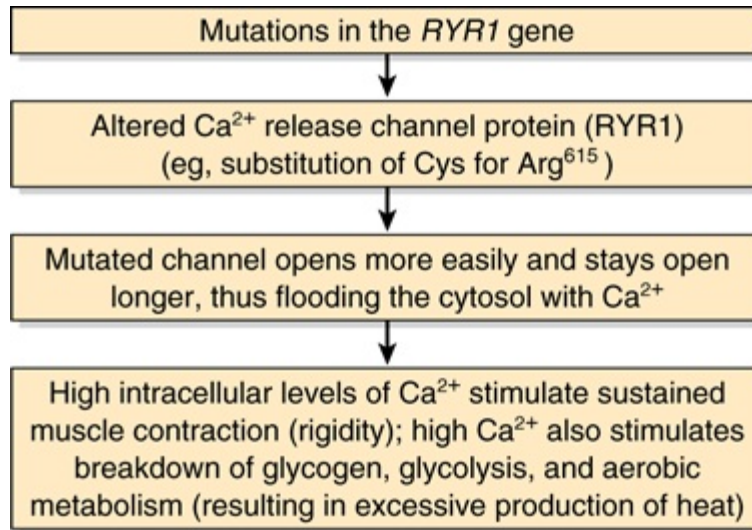 Mutations in the RYR1 gene
Altered Ca²⁺ release channel protein (RYR1)
(eg, substitution of Cys for Arg⁶¹⁵)
Mutated channel opens more easily and stays open
longer, thus flooding the cytosol with Ca²⁺
High intracellular levels of Ca²⁺ stimulate sustained
muscle contraction (rigidity); high Ca²⁺ also stimulates
breakdown of glycogen, glycolysis, and aerobic
metabolism (resulting in excessive production of heat)